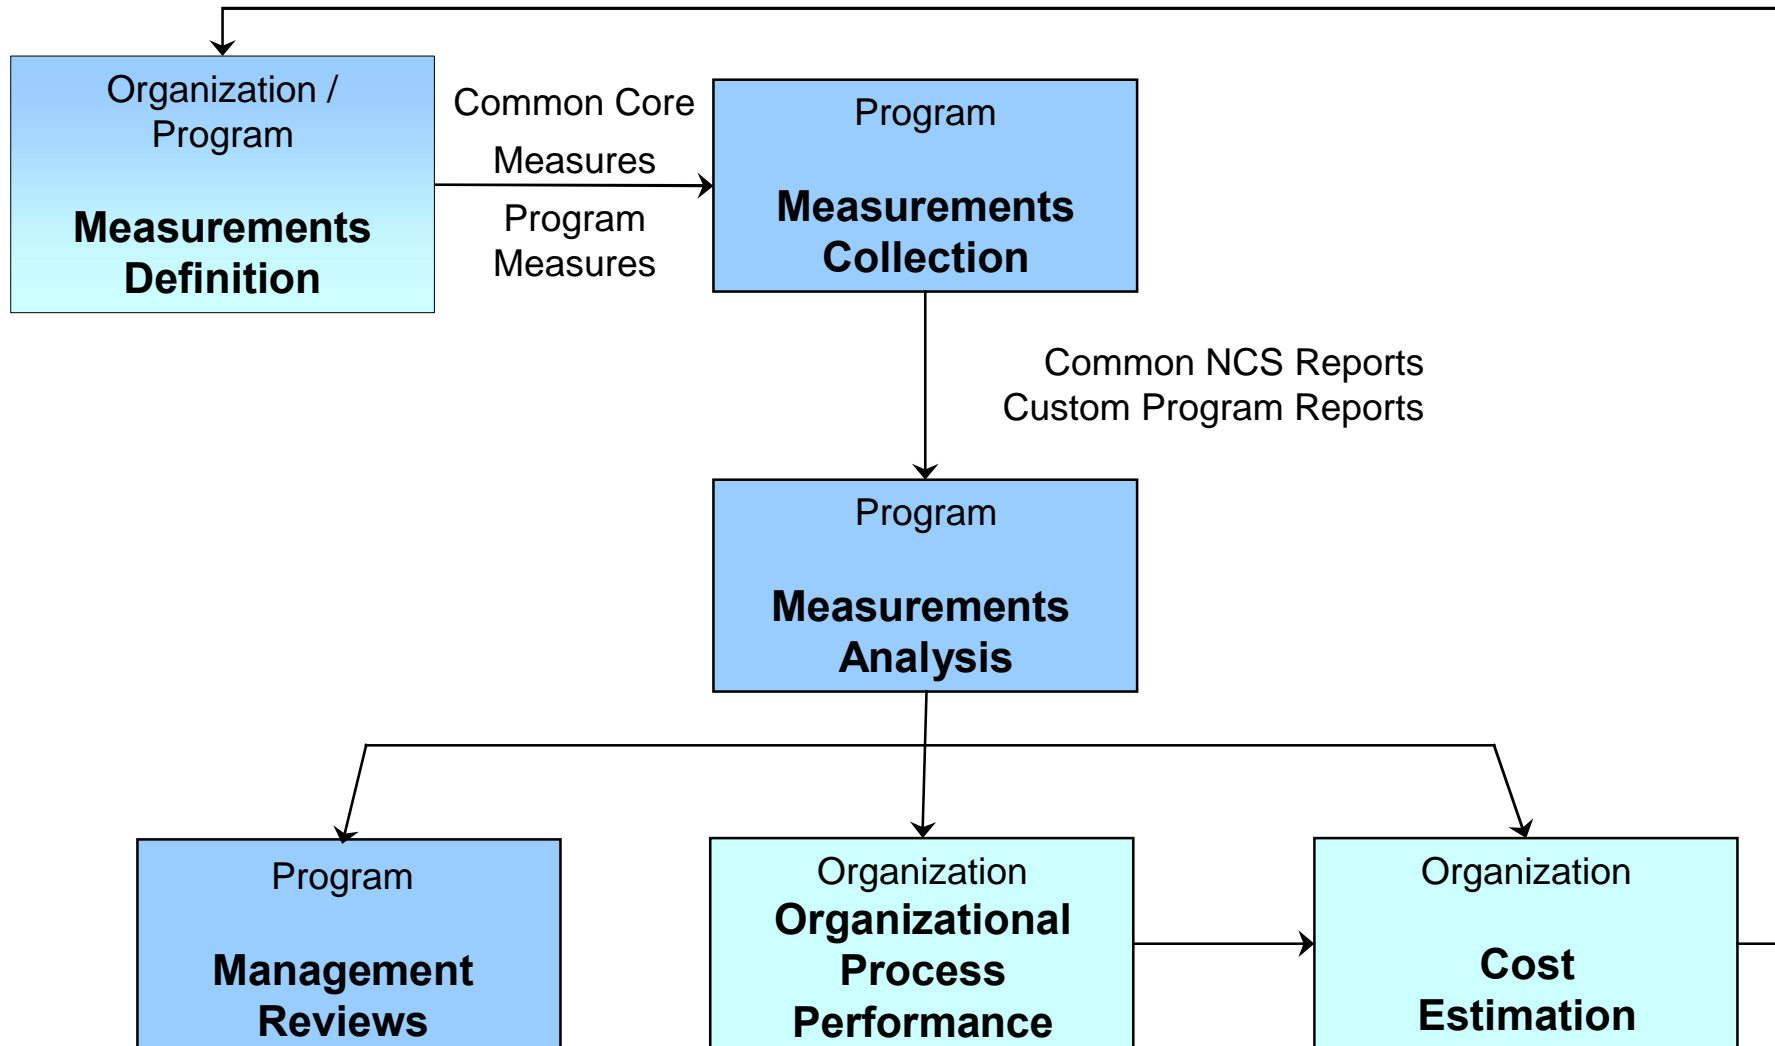 Organization /
Program
Measurements
Definition
Common Core
Measures
Program
Measures
Program
Measurements
Collection
Common NCS Reports
Custom Program Reports
Program
Measurements
Analysis
Program
Management
Reviews
Organization
Organizational
Process
Performance
Organization
Cost
Estimation